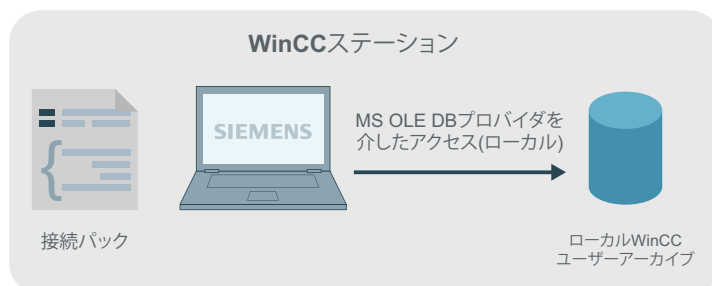 WinCCステーション
SIEMENS
MS OLE DBプロバイダを
介したアクセス(ローカル)
接続パック
ローカルWinCC
ユーザーアーカイブ